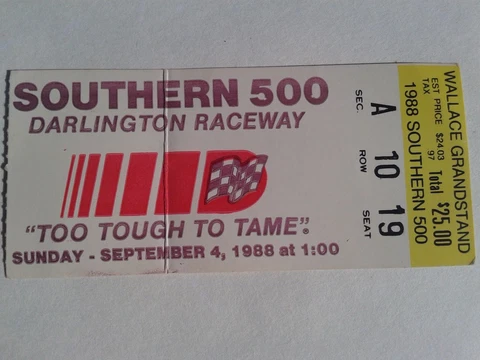 SOUTHERN 500
DARLINGTON RACEWAY
"TOO TOUGH TO TAME"®
SUNDAY - SEPTEMBER 4, 1988 at 1:00
A 10 19
SEC. ROW SEAT
WALLACE GRANDSTAND
EST PRICE $24.03 Total $25.00
TAX 97
1988 SOUTHERN 500